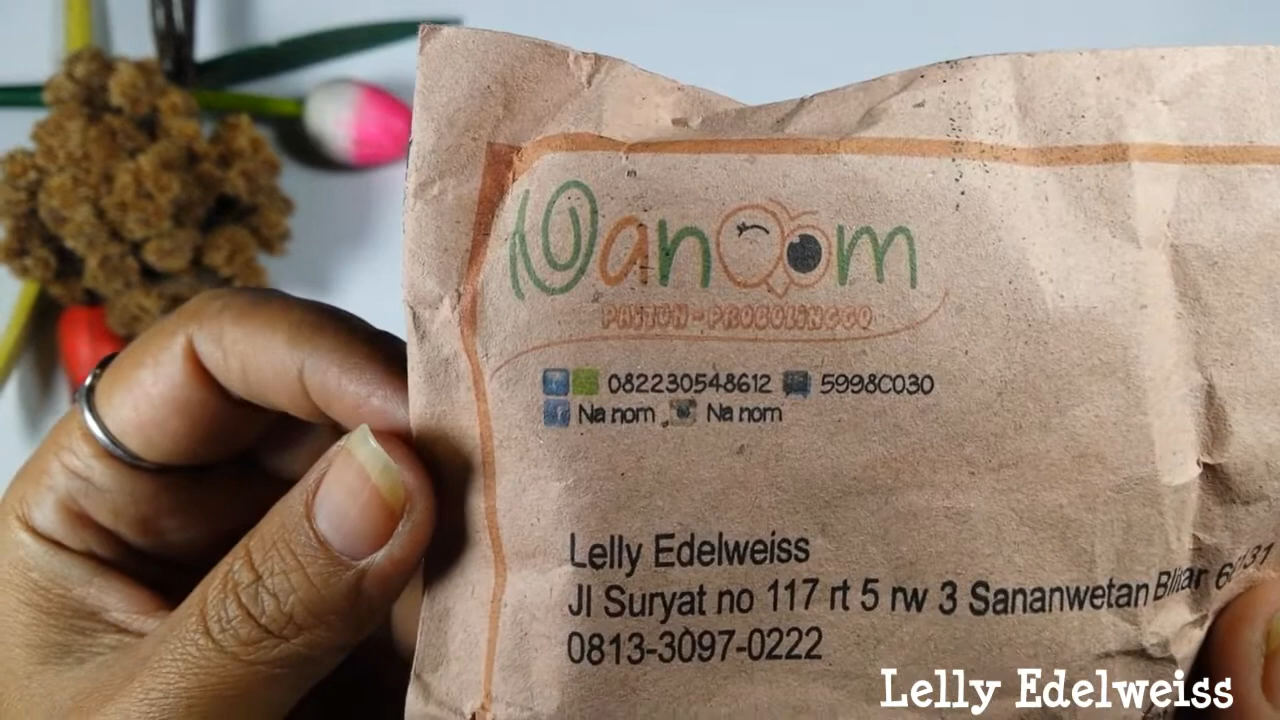 Nanoom
PAITON-PROBOLINGGO
082230548612 5998C030
Na nom Na nom
Lelly Edelweiss
Jl Suryat no 117 rt 5 rw 3 Sananwetan Blitar
0813-3097-0222
Lelly Edelweiss